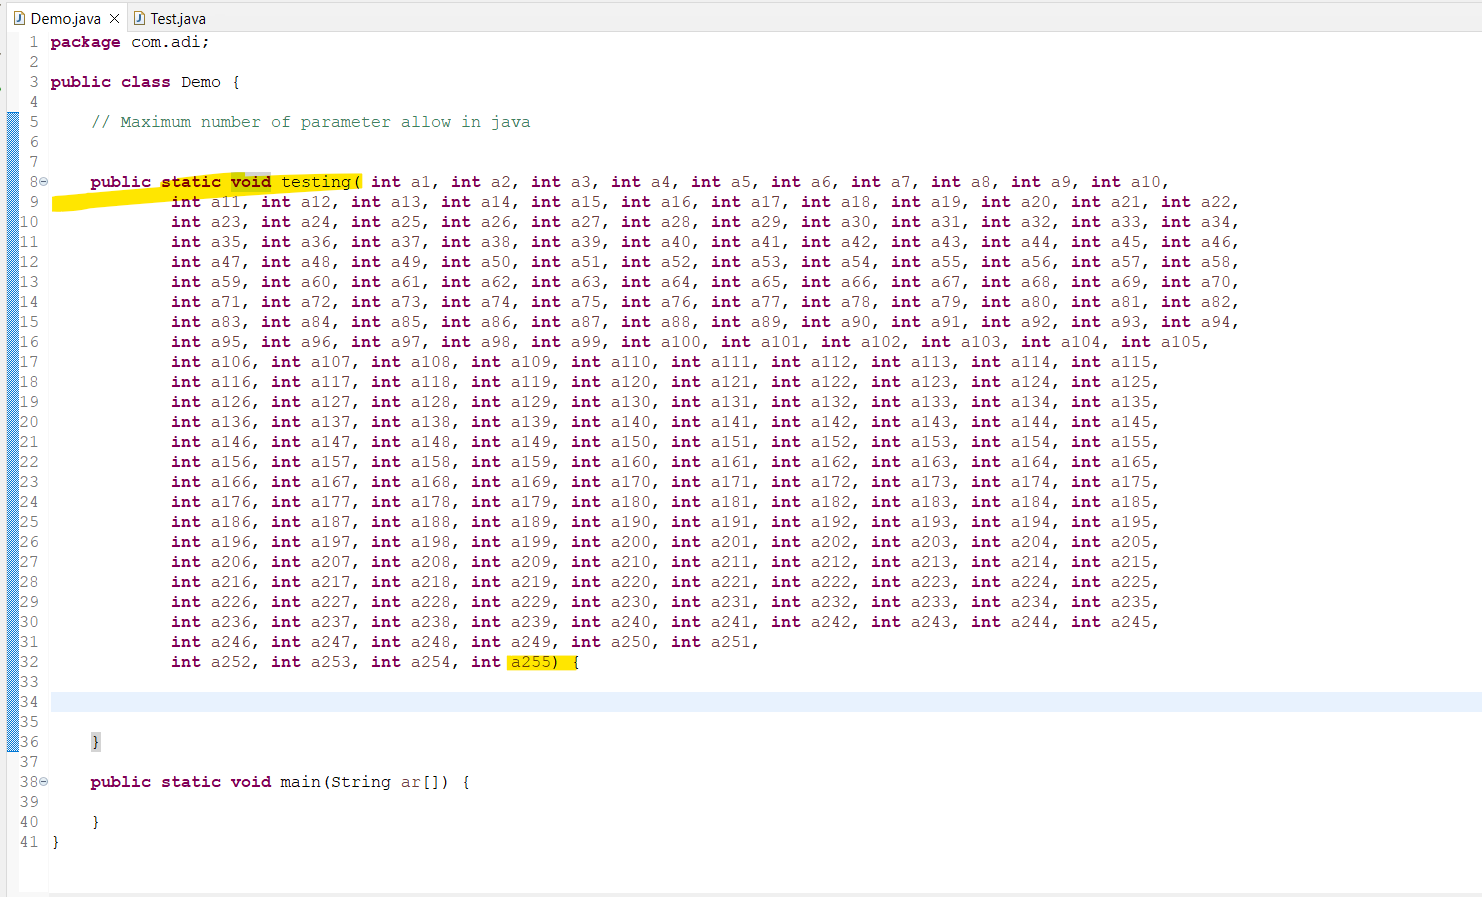 Demo.java Test.java
1 package com.adi;
2
3 public class Demo {
4
5 // Maximum number of parameter allow in java
6
7
8 public static void testing( int a1, int a2, int a3, int a4, int a5, int a6, int a7, int a8, int a9, int a10,
9 int a11, int a12, int a13, int a14, int a15, int a16, int a17, int a18, int a19, int a20, int a21, int a22,
10 int a23, int a24, int a25, int a26, int a27, int a28, int a29, int a30, int a31, int a32, int a33, int a34,
11 int a35, int a36, int a37, int a38, int a39, int a40, int a41, int a42, int a43, int a44, int a45, int a46,
12 int a47, int a48, int a49, int a50, int a51, int a52, int a53, int a54, int a55, int a56, int a57, int a58,
13 int a59, int a60, int a61, int a62, int a63, int a64, int a65, int a66, int a67, int a68, int a69, int a70,
14 int a71, int a72, int a73, int a74, int a75, int a76, int a77, int a78, int a79, int a80, int a81, int a82,
15 int a83, int a84, int a85, int a86, int a87, int a88, int a89, int a90, int a91, int a92, int a93, int a94,
16 int a95, int a96, int a97, int a98, int a99, int a100, int a101, int a102, int a103, int a104, int a105,
17 int a106, int a107, int a108, int a109, int a110, int a111, int a112, int a113, int a114, int a115,
18 int a116, int a117, int a118, int a119, int a120, int a121, int a122, int a123, int a124, int a125,
19 int a126, int a127, int a128, int a129, int a130, int a131, int a132, int a133, int a134, int a135,
20 int a136, int a137, int a138, int a139, int a140, int a141, int a142, int a143, int a144, int a145,
21 int a146, int a147, int a148, int a149, int a150, int a151, int a152, int a153, int a154, int a155,
22 int a156, int a157, int a158, int a159, int a160, int a161, int a162, int a163, int a164, int a165,
23 int a166, int a167, int a168, int a169, int a170, int a171, int a172, int a173, int a174, int a175,
24 int a176, int a177, int a178, int a179, int a180, int a181, int a182, int a183, int a184, int a185,
25 int a186, int a187, int a188, int a189, int a190, int a191, int a192, int a193, int a194, int a195,
26 int a196, int a197, int a198, int a199, int a200, int a201, int a202, int a203, int a204, int a205,
27 int a206, int a207, int a208, int a209, int a210, int a211, int a212, int a213, int a214, int a215,
28 int a216, int a217, int a218, int a219, int a220, int a221, int a222, int a223, int a224, int a225,
29 int a226, int a227, int a228, int a229, int a230, int a231, int a232, int a233, int a234, int a235,
30 int a236, int a237, int a238, int a239, int a240, int a241, int a242, int a243, int a244, int a245,
31 int a246, int a247, int a248, int a249, int a250, int a251,
32 int a252, int a253, int a254, int a255) {
33
34
35
36 }
37
38 public static void main(String ar[]) {
39
40 }
41 }